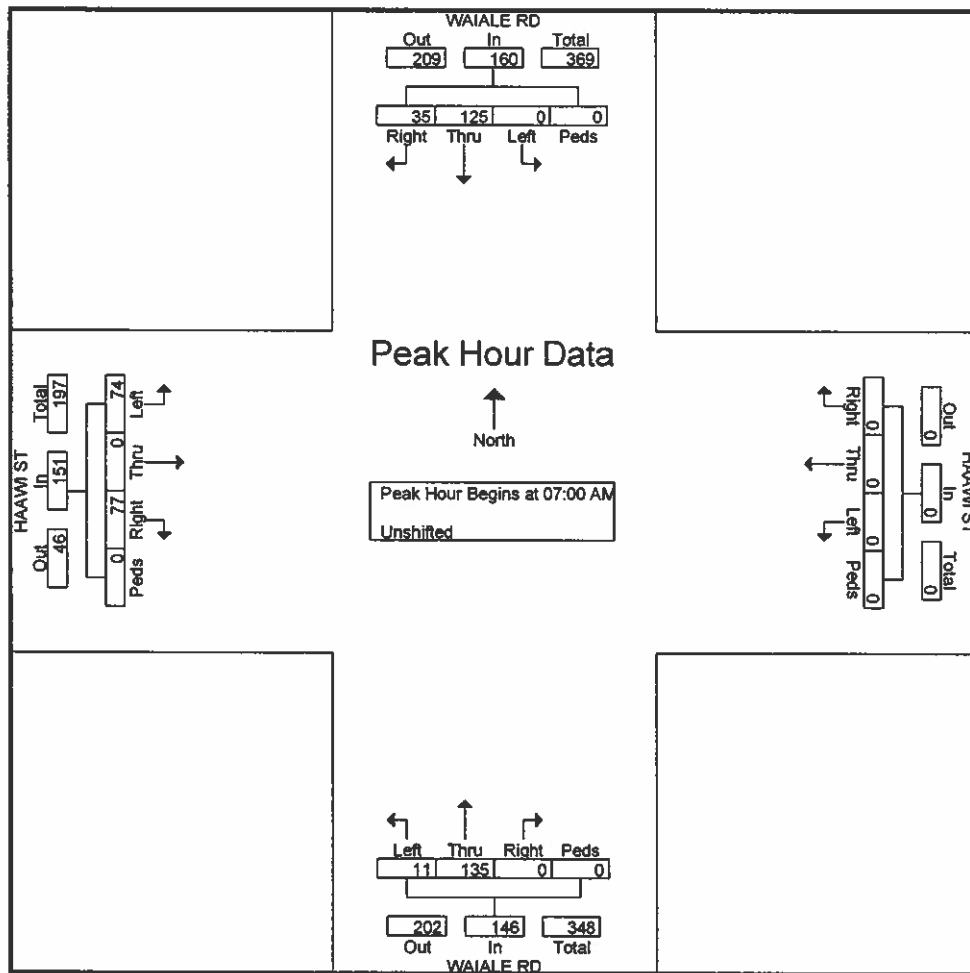 WAIALE RD
Out In Total
209 160 369
35 125 0 0
Right Thru Left Peds
Peak Hour Data
North
Peak Hour Begins at 07:00 AM
Unshifted
HAAWI ST
Total In Out
197 151 46
74 0 77 0
Left Thru Right Peds
Right Thru Left Peds
0 0 0 0
Out In Total
0 0 0
HAAWI ST
Left Thru Right Peds
11 135 0 0
202 146 348
Out In Total
WAIALE RD